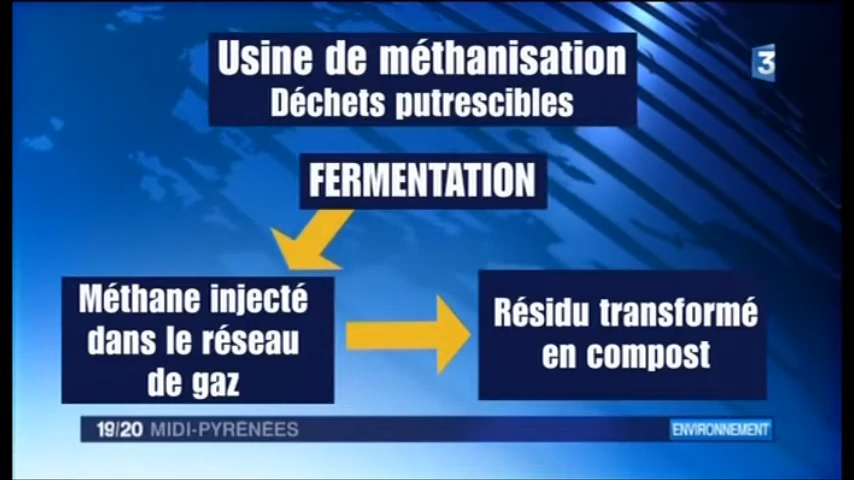 Usine de méthanisation
Déchets putrescibles
3
FERMENTATION
Méthane injecté
dans le réseau
de gaz
Résidu transformé
en compost
19/20 MIDI-PYRÉNÉES
ENVIRONNEMENT